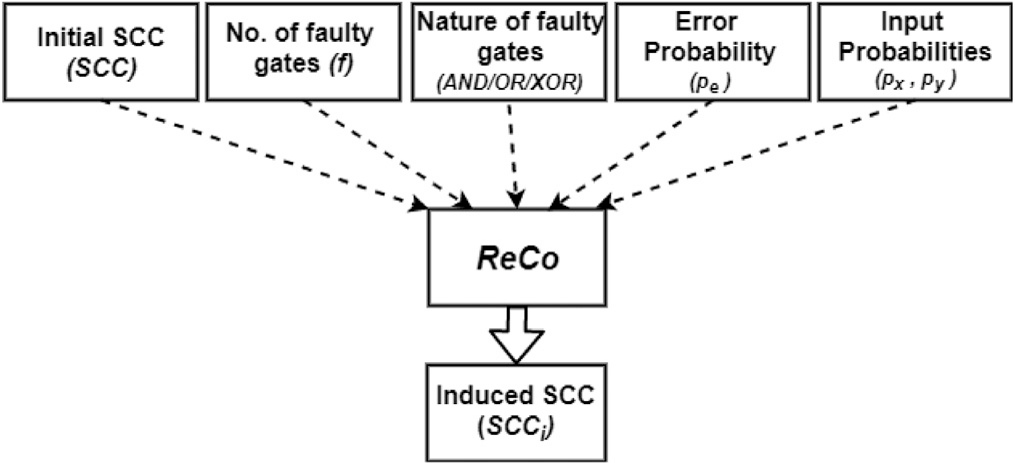 Initial SCC
(SCC)
No. of faulty
gates (f)
Nature of faulty
gates
(AND/OR/XOR)
Error
Probability
(pe)
Input
Probabilities
(px , py)
ReCo
Induced SCC
(SCCi)